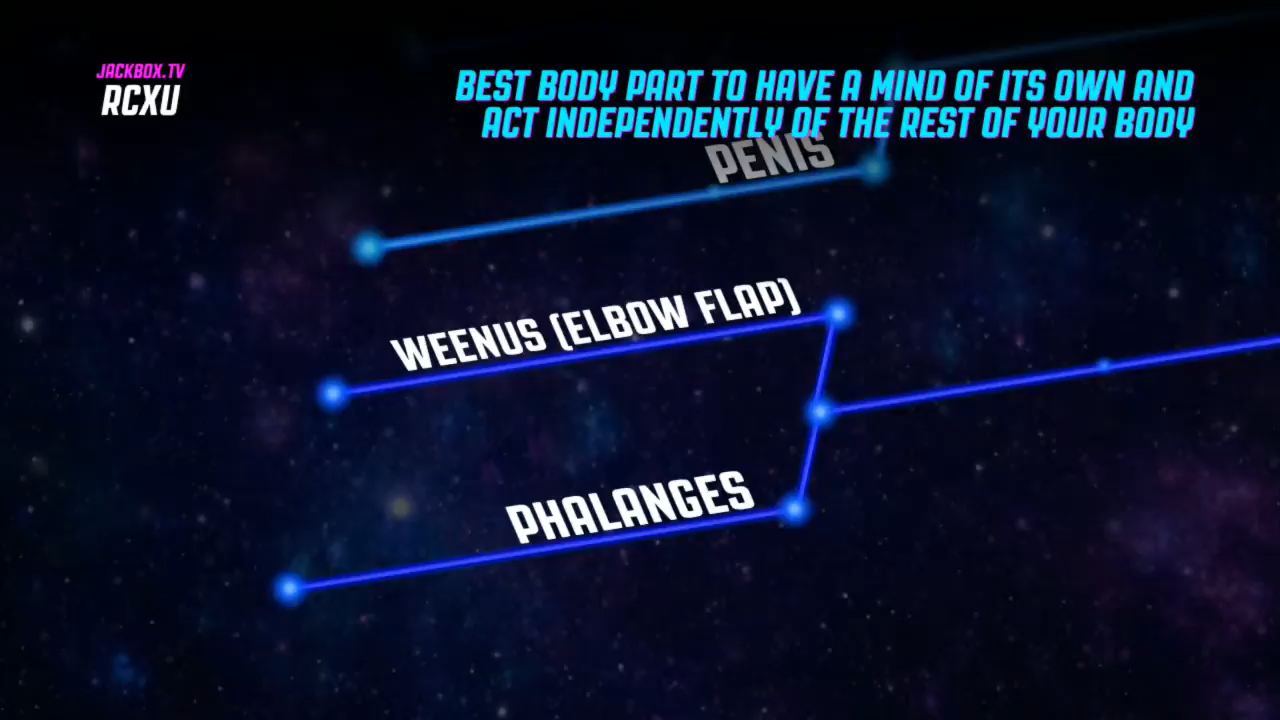 JACKBOX.TV
RCXU
BEST BODY PART TO HAVE A MIND OF ITS OWN AND
ACT INDEPENDENTLY OF THE REST OF YOUR BODY
PENIS
WEENUS (ELBOW FLAP)
PHALANGES